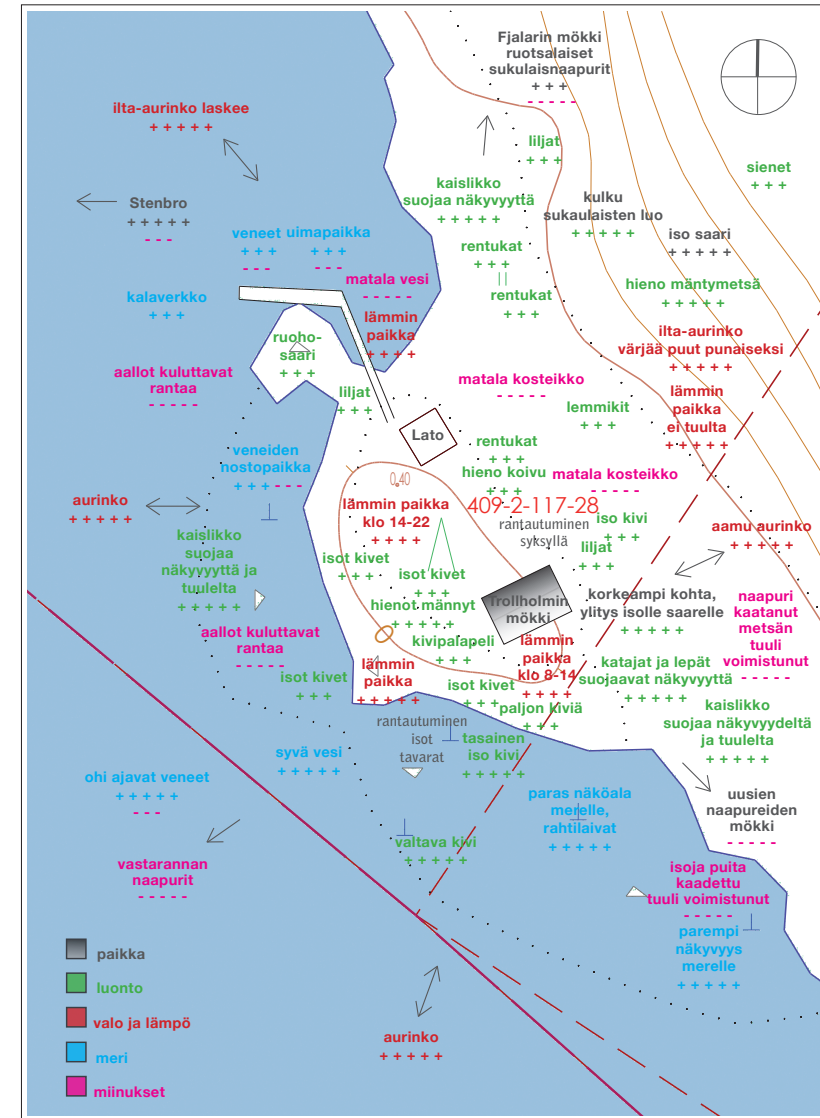 Fjalarin mökki
ruotsalaiset
sukulaisnaapurit
+ + +
- - - - -
ilta-aurinko laskee
+ + + + +
liljat
+ + +
sienet
+ + +
kaislikko
suojaa näkyvyyttä
+ + + + +
Stenbro
+ + + + +
- - -
kulku
sukaulaisten luo
+ + + + +
iso saari
+ + + + +
veneet
+ + +
- - -
uimapaikka
+ + +
- - -
rentukat
+ + +
matala vesi
- - - - -
rentukat
+ + +
hieno mäntymetsä
+ + + + +
kalaverkko
+ + +
lämmin
paikka
+ + + +
ilta-aurinko
värjää puut punaiseksi
+ + + + +
ruoho-
saari
+ + +
aallot kuluttavat
rantaa
- - - - -
matala kosteikko
- - - - -
liljat
+ + +
lemmikit
+ + +
lämmin
paikka
ei tuulta
+ + + + +
Lato
veneiden
nostopaikka
+ + + - - -
rentukat
+ + +
hieno koivu
+ + +
matala kosteikko
- - - - -
0,40
aurinko
+ + + + +
lämmin paikka
klo 14-22
+ + + +
409-2-117-28
rantautuminen
syksyllä
iso kivi
+ + +
aamu aurinko
+ + + + +
kaislikko
suojaa
näkyyyttä ja
tuulelta
+ + + + +
isot kivet
+ + +
liljat
+ + +
isot kivet
+ + +
hienot männyt
+ + + + +
Trollholmin
mökki
korkeampi kohta,
ylitys isolle saarelle
+ + + + +
naapuri
kaatanut
metsän
tuuli
voimistunut
- - - - -
aallot kuluttavat
rantaa
- - - - -
kivipalapeli
+ + +
lämmin
paikka
klo 8-14
+ + + +
isot kivet
+ + +
lämmin
paikka
+ + + + +
katajat ja lepät
suojaavat näkyvyyttä
+ + + + +
isot kivet
+ + +
paljon kiviä
+ + +
kaislikko
suojaa näkyvyydeltä
ja tuulelta
+ + + + +
rantautuminen
isot
tavarat
tasainen
iso kivi
+ + + + +
syvä vesi
+ + + + +
ohi ajavat veneet
+ + + + +
- - -
paras näköala
merelle,
rahtilaivat
+ + + + +
uusien
naapureiden
mökki
- - - - -
valtava kivi
+ + + + +
vastarannan
naapurit
- - - - -
isoja puita
kaadettu
tuuli voimistunut
- - - - -
parempi
näkyvyys
merelle
+ + + + +
aurinko
+ + + + +
paikka
luonto
valo ja lämpö
meri
miinukset